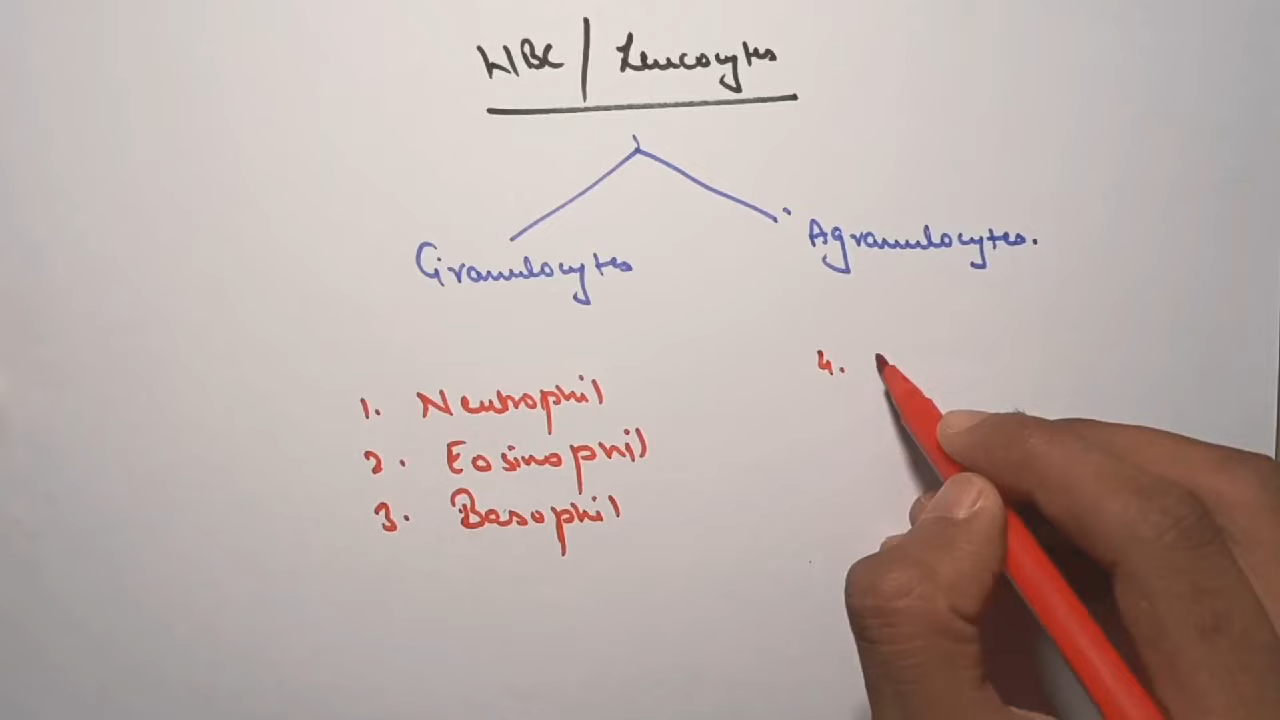 WBC | Leucocytes
Granulocytes
Agranulocytes.
1. Neutrophil
2. Eosinophil
3. Basophil
4.